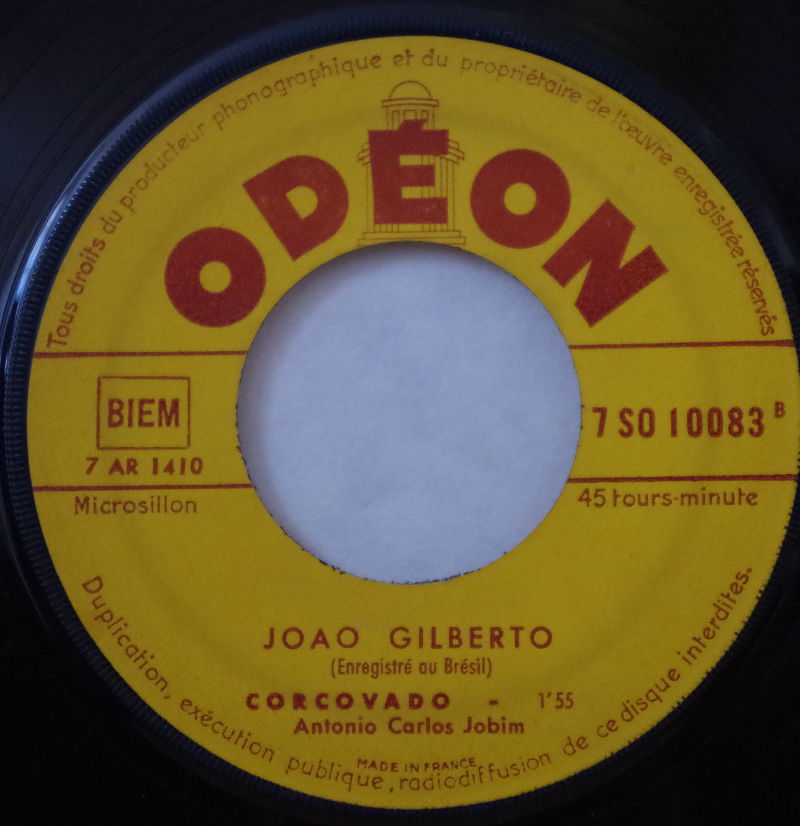 Tous droits du producteur phonographique et du propriétaire de l'œuvre enregistrée réservés
ODÉON
BIEM
7 AR 1410
7 SO 10083 B
Microsillon
45 tours-minute
JOAO GILBERTO
(Enregistré au Brésil)
CORCOVADO - 1'55
Antonio Carlos Jobim
MADE IN FRANCE
Duplication, exécution publique, radiodiffusion de ce disque interdites.